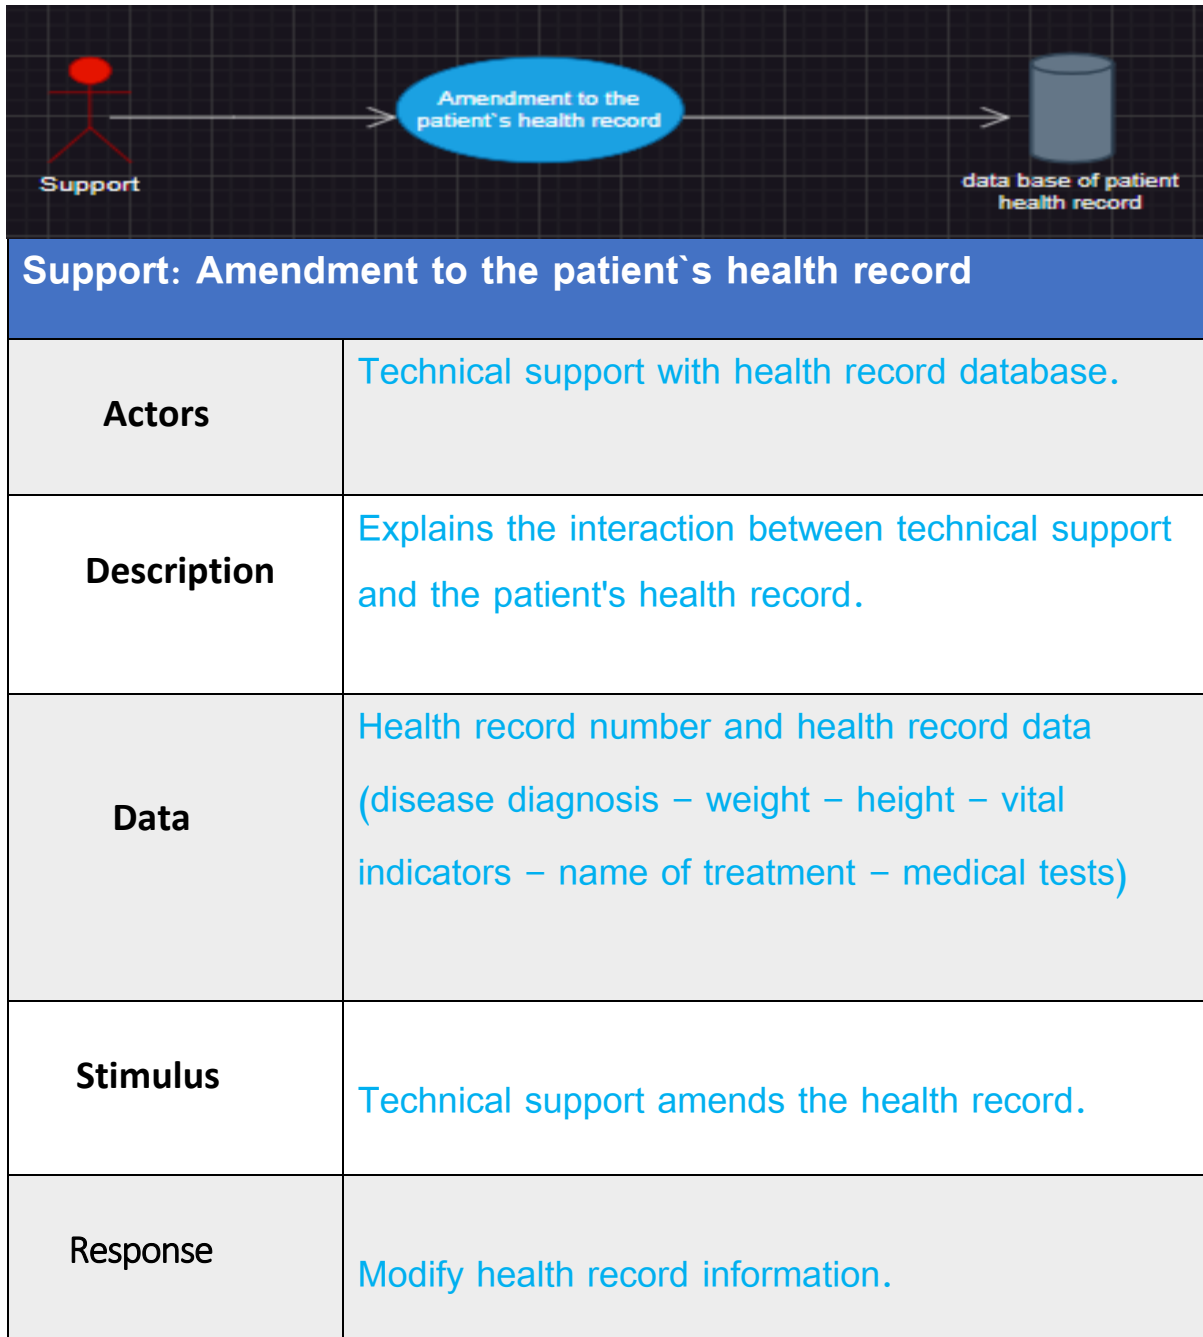 Amendment to the
patient`s health record
Support
data base of patient
health record
Support: Amendment to the patient`s health record
Actors
Technical support with health record database.
Description
Explains the interaction between technical support
and the patient's health record.
Data
Health record number and health record data
(disease diagnosis – weight – height – vital
indicators – name of treatment – medical tests)
Stimulus
Technical support amends the health record.
Response
Modify health record information.